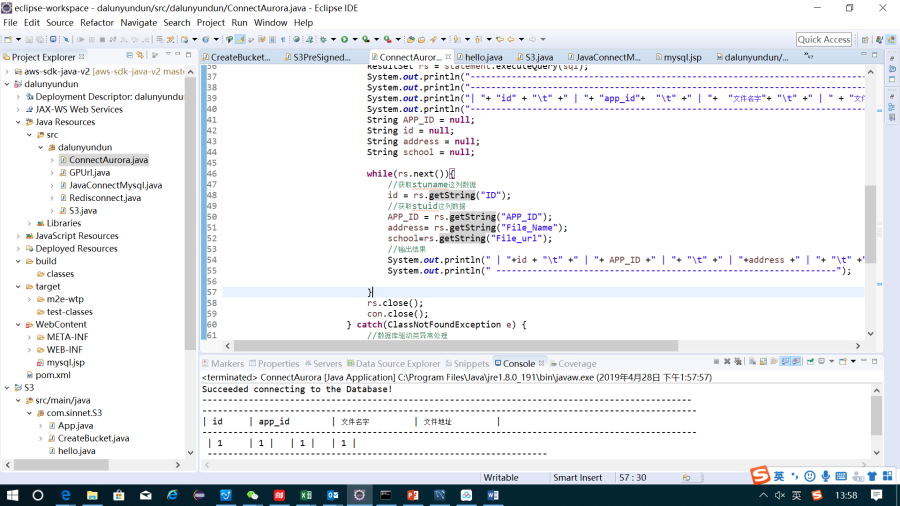 eclipse-workspace - dalunyundun/src/dalunyundun/ConnectAurora.java - Eclipse IDE
File Edit Source Refactor Navigate Search Project Run Window Help
Quick Access
Project Explorer
CreateBucket...
S3PreSigned...
ConnectAuror...
hello.java
S3.java
JavaConnectM...
mysql.jsp
dalunyundun/...
aws-sdk-java-v2 [aws-sdk-java-v2 master
dalunyundun
Deployment Descriptor: dalunyundun
JAX-WS Web Services
Java Resources
src
dalunyundun
ConnectAurora.java
GPUrl.java
JavaConnectMysql.java
Redisconnect.java
S3.java
Libraries
JavaScript Resources
Deployed Resources
build
classes
target
m2e-wtp
test-classes
WebContent
META-INF
WEB-INF
mysql.jsp
pom.xml
S3
src/main/java
com.sinnet.S3
App.java
CreateBucket.java
hello.java
36 ResultSet rs = statement.executeQuery(sql);
37 System.out.println("------------------------------------------------------------------------
38 System.out.println("------------------------------------------------------------------------
39 System.out.println("| "+ "id" + "\t" +" | "+ "app_id"+ "\t" +" | "+ "文件名字"+ "\t" +" | " + "文件
40 System.out.println("------------------------------------------------------------------------
41 String APP_ID = null;
42 String id = null;
43 String address = null;
44 String school = null;
45
46 while(rs.next()){
47 //获取stuname这列数据
48 id = rs.getString("ID");
49 //获取stuid这列数据
50 APP_ID = rs.getString("APP_ID");
51 address= rs.getString("File_Name");
52 school=rs.getString("File_url");
53 //输出结果
54 System.out.println(" | "+id + "\t" +" | "+ APP_ID +" | "+ "\t" +" | "+address +" | "+ "\t" +"
55 System.out.println(" -----------------------------------------------------------------");
56
57 }
58 rs.close();
59 con.close();
60 } catch(ClassNotFoundException e) {
61 //数据库驱动类异常处理
Markers Properties Servers Data Source Explorer Snippets Console Coverage
<terminated> ConnectAurora [Java Application] C:\Program Files\Java\jre1.8.0_191\bin\javaw.exe (2019年4月28日 下午1:57:57)
Succeeded connecting to the Database!
------------------------------------------------------------------------------------------------
------------------------------------------------------------------------------------------------
| id | app_id | 文件名字 | 文件地址 |
------------------------------------------------------------------------------------------------
| 1 | 1 | | 1 | | 1 |
-----------------------------------------------------------------
Writable Smart Insert 57 : 30
英
英 13:58